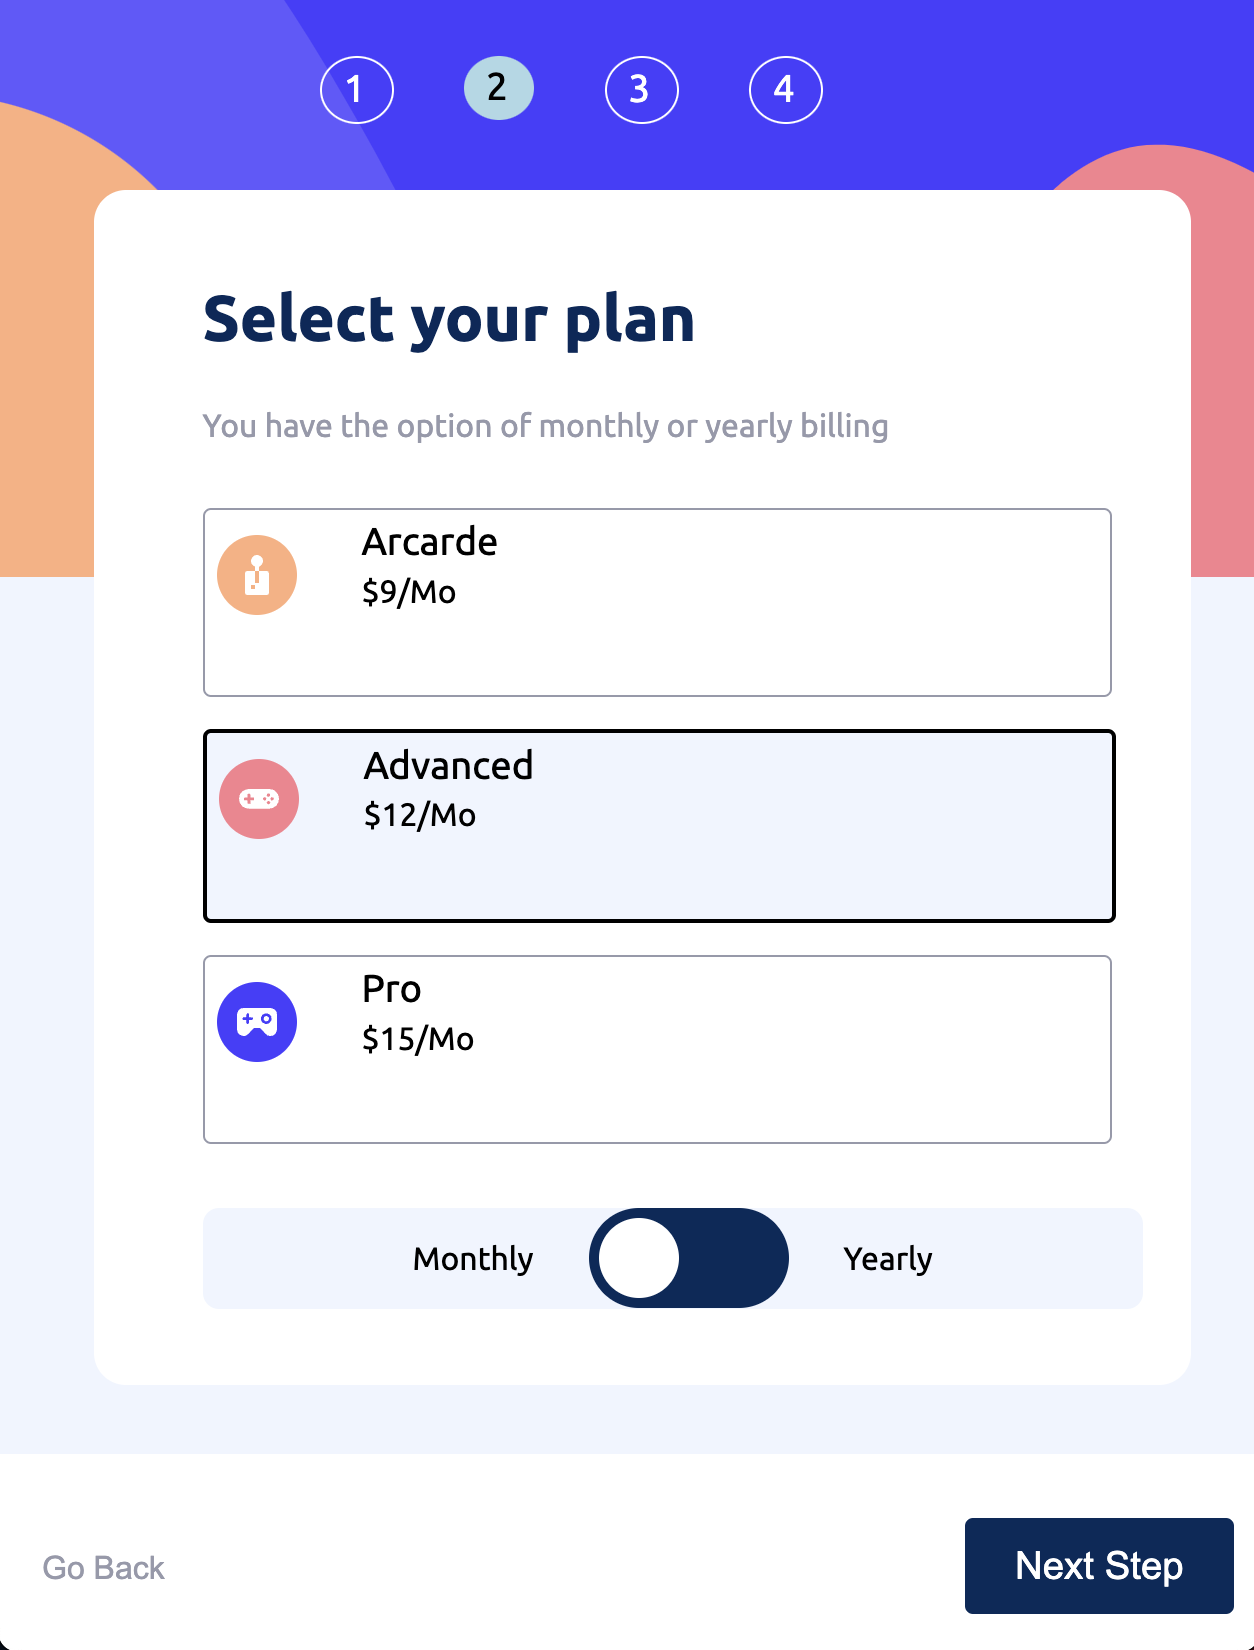 1 2 3 4
Select your plan
You have the option of monthly or yearly billing
Arcarde
$9/Mo
Advanced
$12/Mo
Pro
$15/Mo
Monthly Yearly
Go Back Next Step